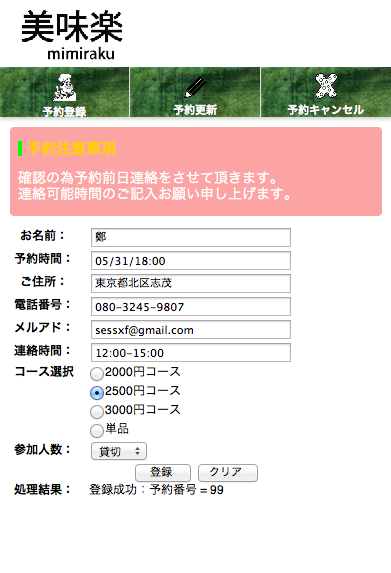 美味楽
mimiraku
予約登録 予約更新 予約キャンセル
予約注意事項
確認の為予約前日連絡をさせて頂きます。
連絡可能時間のご記入お願い申し上げます。
お名前： 鄭
予約時間： 05/31/18:00
ご住所： 東京都北区志茂
電話番号： 080-3245-9807
メルアド： sessxf@gmail.com
連絡時間： 12:00-15:00
コース選択 2000円コース
2500円コース
3000円コース
単品
参加人数： 貸切
登録 クリア
処理結果： 登録成功：予約番号＝99